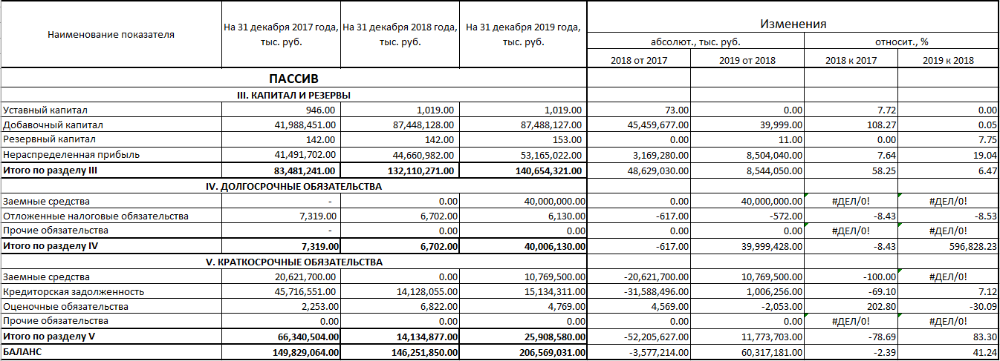 Наименование показателя
На 31 декабря 2017 года, тыс. руб.
На 31 декабря 2018 года, тыс. руб.
На 31 декабря 2019 года, тыс. руб.
Изменения
абсолют., тыс. руб. относит., %
2018 от 2017 2019 от 2018 2018 к 2017 2019 к 2018
ПАССИВ
III. КАПИТАЛ И РЕЗЕРВЫ
Уставный капитал 946.00 1,019.00 1,019.00 73.00 0.00 7.72 0.00
Добавочный капитал 41,988,451.00 87,448,128.00 87,488,127.00 45,459,677.00 39,999.00 108.27 0.05
Резервный капитал 142.00 142.00 153.00 0.00 11.00 0.00 7.75
Нераспределенная прибыль 41,491,702.00 44,660,982.00 53,165,022.00 3,169,280.00 8,504,040.00 7.64 19.04
Итого по разделу III 83,481,241.00 132,110,271.00 140,654,321.00 48,629,030.00 8,544,050.00 58.25 6.47
IV. ДОЛГОСРОЧНЫЕ ОБЯЗАТЕЛЬСТВА
Заемные средства - 0.00 40,000,000.00 0.00 40,000,000.00 #ДЕЛ/0! #ДЕЛ/0!
Отложенные налоговые обязательства 7,319.00 6,702.00 6,130.00 -617.00 -572.00 -8.43 -8.53
Прочие обязательства - 0.00 0.00 0.00 0.00 #ДЕЛ/0! #ДЕЛ/0!
Итого по разделу IV 7,319.00 6,702.00 40,006,130.00 -617.00 39,999,428.00 -8.43 596,828.23
V. КРАТКОСРОЧНЫЕ ОБЯЗАТЕЛЬСТВА
Заемные средства 20,621,700.00 0.00 10,769,500.00 -20,621,700.00 10,769,500.00 -100.00 #ДЕЛ/0!
Кредиторская задолженность 45,716,551.00 14,128,055.00 15,134,311.00 -31,588,496.00 1,006,256.00 -69.10 7.12
Оценочные обязательства 2,253.00 6,822.00 4,769.00 4,569.00 -2,053.00 202.80 -30.09
Прочие обязательства 0.00 0.00 0.00 0.00 0.00 #ДЕЛ/0! #ДЕЛ/0!
Итого по разделу V 66,340,504.00 14,134,877.00 25,908,580.00 -52,205,627.00 11,773,703.00 -78.69 83.30
БАЛАНС 149,829,064.00 146,251,850.00 206,569,031.00 -3,577,214.00 60,317,181.00 -2.39 41.24